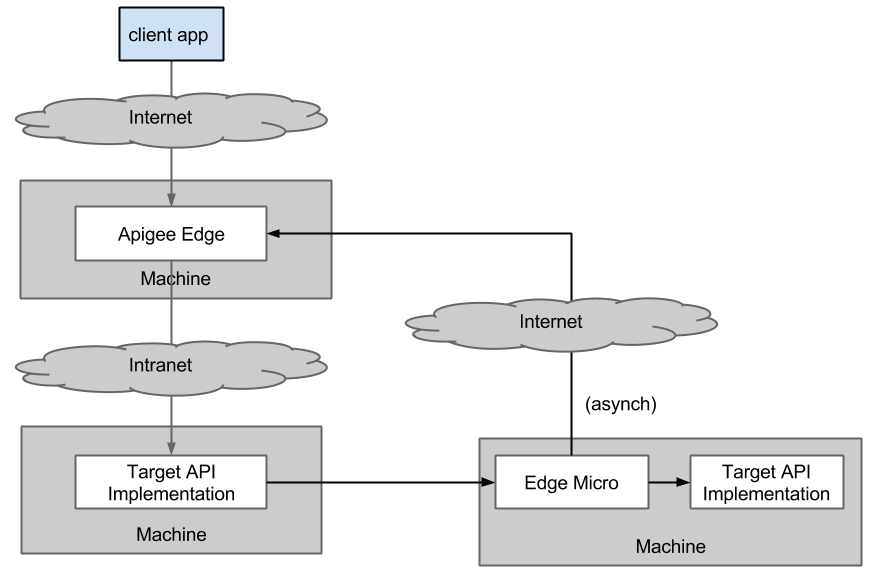 client app
Internet
Apigee Edge
Machine
Internet
Intranet
(asynch)
Target API
Implementation
Machine
Edge Micro
Target API
Implementation
Machine